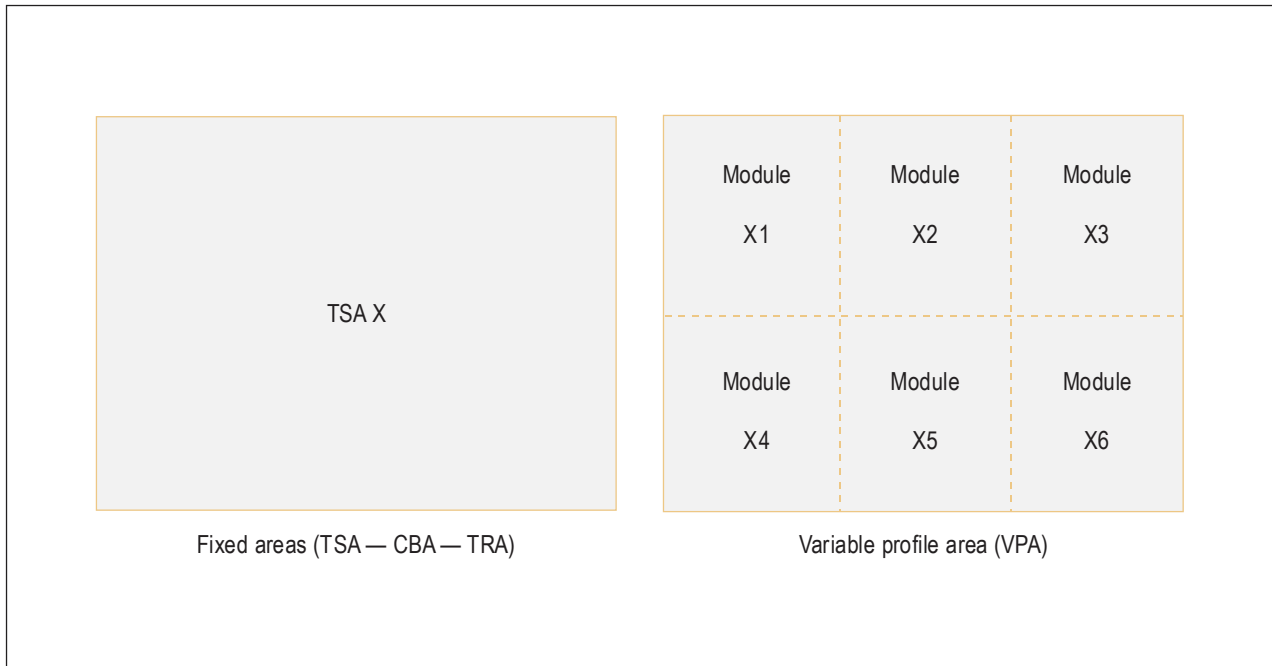 TSA X
Fixed areas (TSA — CBA — TRA)
Module
X1
Module
X2
Module
X3
Module
X4
Module
X5
Module
X6
Variable profile area (VPA)